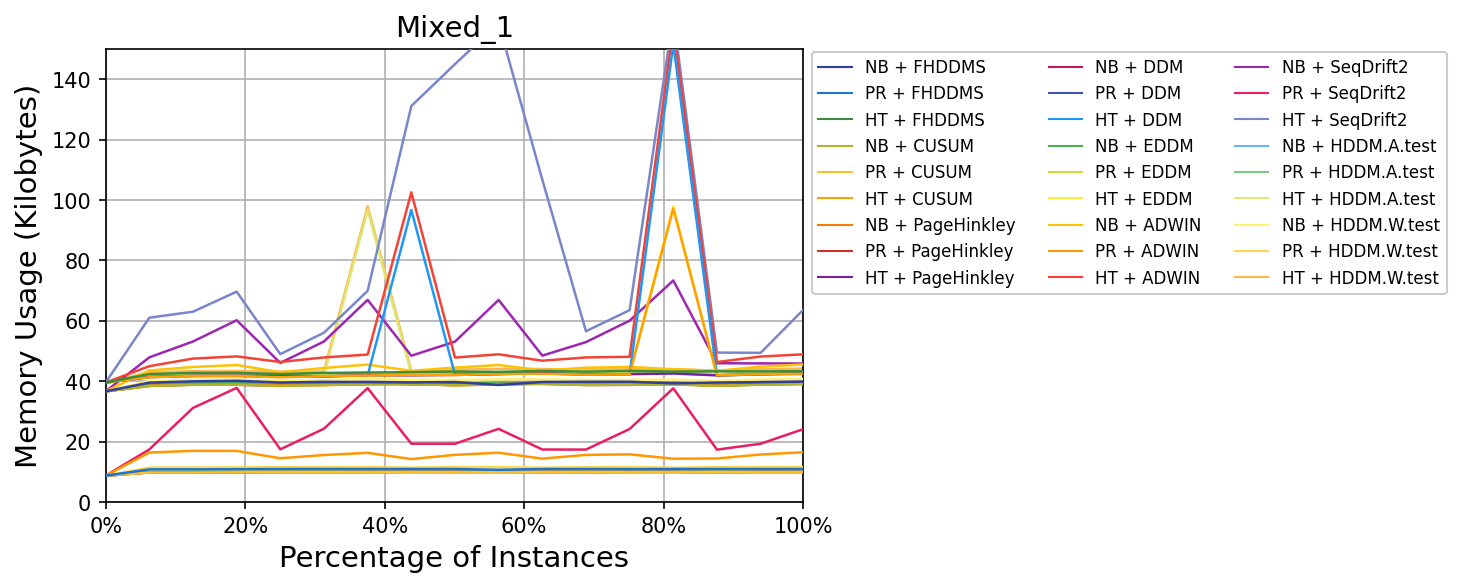 Mixed_1
Memory Usage (Kilobytes)
140
120
100
80
60
40
20
0
0% 20% 40% 60% 80% 100%
Percentage of Instances
NB + FHDDMS
PR + FHDDMS
HT + FHDDMS
NB + CUSUM
PR + CUSUM
HT + CUSUM
NB + PageHinkley
PR + PageHinkley
HT + PageHinkley
NB + DDM
PR + DDM
HT + DDM
NB + EDDM
PR + EDDM
HT + EDDM
NB + ADWIN
PR + ADWIN
HT + ADWIN
NB + SeqDrift2
PR + SeqDrift2
HT + SeqDrift2
NB + HDDM.A.test
PR + HDDM.A.test
HT + HDDM.A.test
NB + HDDM.W.test
PR + HDDM.W.test
HT + HDDM.W.test